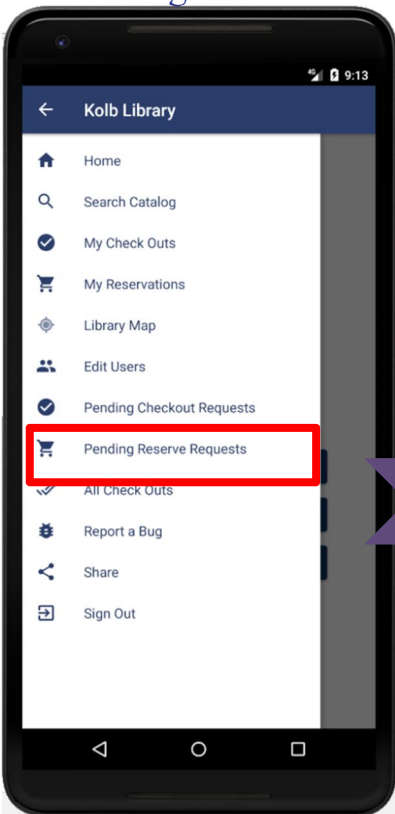 4G 9:13
Kolb Library
Home
Search Catalog
My Check Outs
My Reservations
Library Map
Edit Users
Pending Checkout Requests
Pending Reserve Requests
All Check Outs
Report a Bug
Share
Sign Out